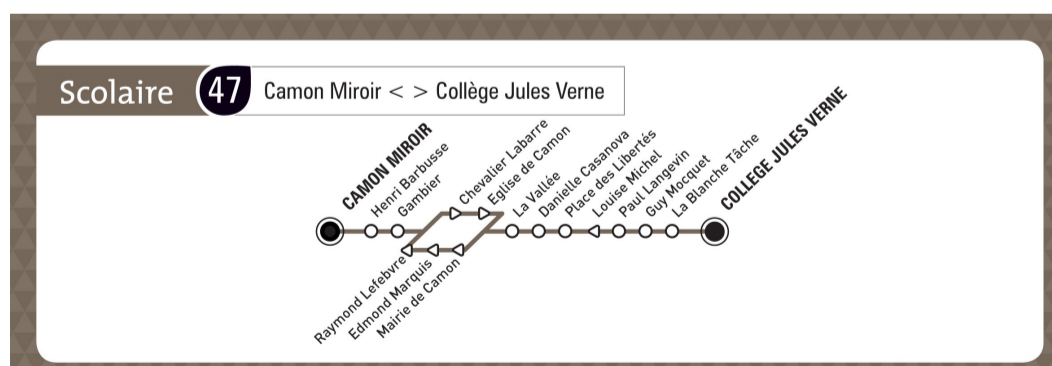 Scolaire 47 Camon Miroir < > Collège Jules Verne
CAMON MIROIR
Henri Barbusse
Gambier
Chevalier Labarre
Eglise de Camon
La Vallée
Danielle Casanova
Place des Libertés
Louise Michel
Paul Langevin
Guy Mocquet
La Blanche Tâche
COLLEGE JULES VERNE
Raymond Lefebvre
Edmond Marquis
Mairie de Camon